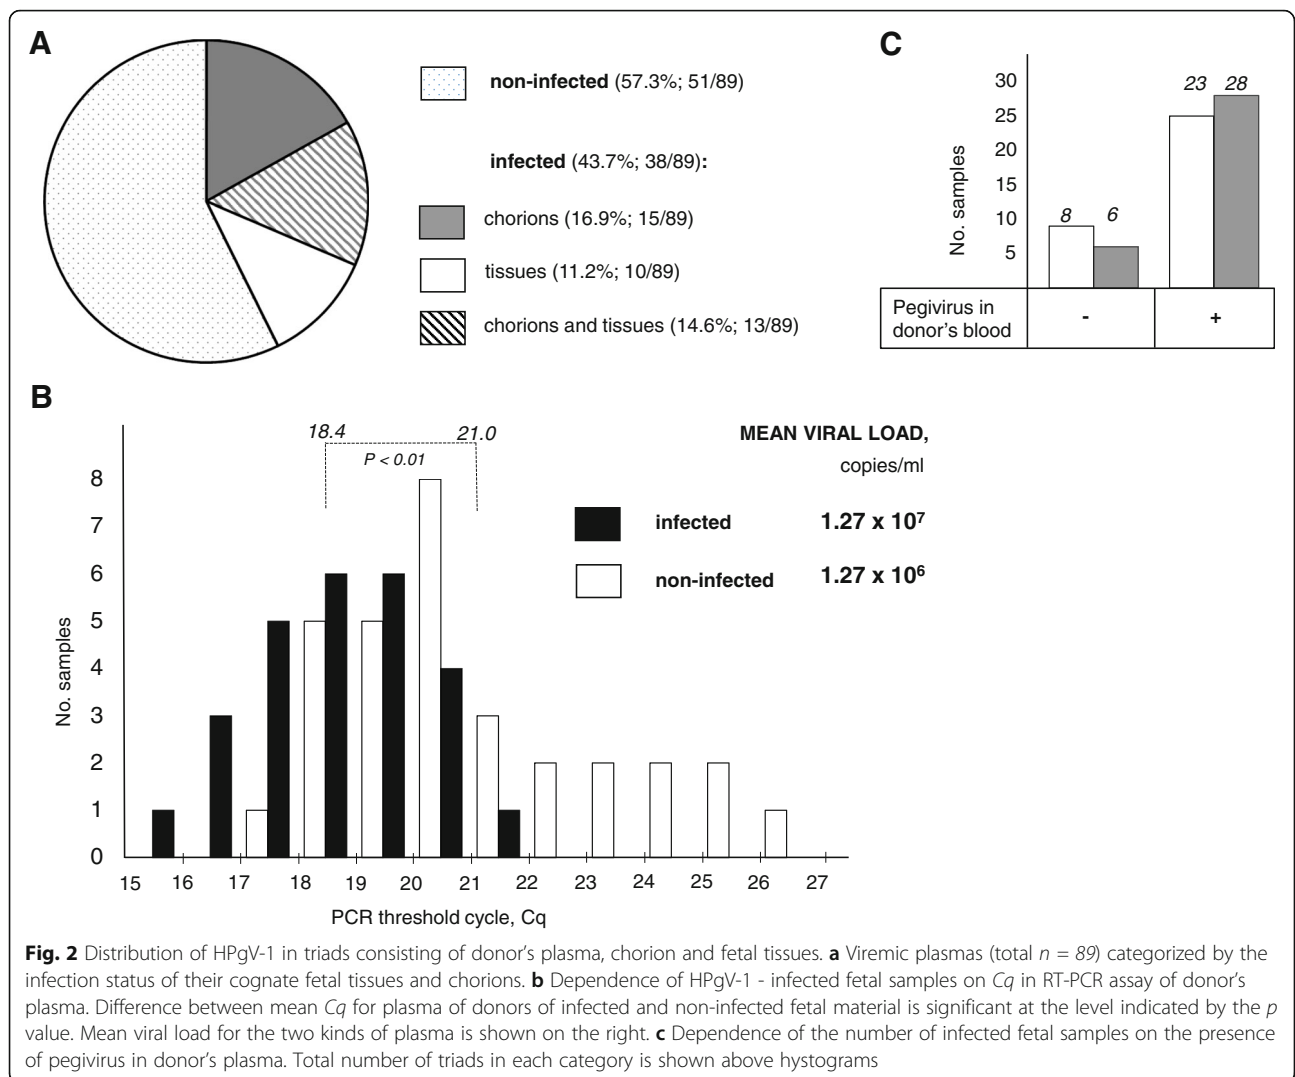 A
non-infected (57.3%; 51/89)
infected (43.7%; 38/89):
chorions (16.9%; 15/89)
tissues (11.2%; 10/89)
chorions and tissues (14.6%; 13/89)
C
No. samples
30
25
20
15
10
5
8
6
23
28
Pegivirus in
donor's blood
-
+
B
No. samples
8
7
6
5
4
3
2
1
0
18.4
21.0
P < 0.01
15 16 17 18 19 20 21 22 23 24 25 26 27
PCR threshold cycle, Cq
MEAN VIRAL LOAD,
copies/ml
infected 1.27 x 10⁷
non-infected 1.27 x 10⁶
Fig. 2 Distribution of HPgV-1 in triads consisting of donor's plasma, chorion and fetal tissues. a Viremic plasmas (total n = 89) categorized by the
infection status of their cognate fetal tissues and chorions. b Dependence of HPgV-1 - infected fetal samples on Cq in RT-PCR assay of donor's
plasma. Difference between mean Cq for plasma of donors of infected and non-infected fetal material is significant at the level indicated by the p
value. Mean viral load for the two kinds of plasma is shown on the right. c Dependence of the number of infected fetal samples on the presence
of pegivirus in donor's plasma. Total number of triads in each category is shown above hystograms